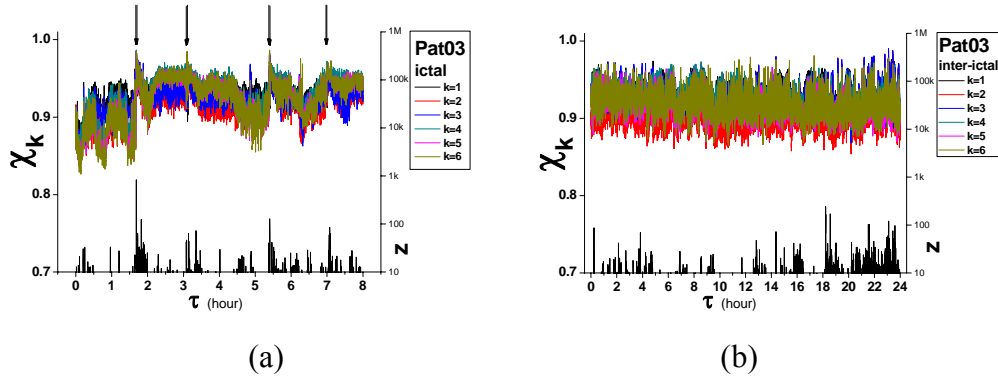 Pat03
ictal
k=1
k=2
k=3
k=4
k=5
k=6
1.0
0.9
0.8
0.7
χk
1M
100k
10k
1k
100
10
z
0 1 2 3 4 5 6 7 8
τ (hour)
(a)
Pat03
inter-ictal
k=1
k=2
k=3
k=4
k=5
k=6
1.0
0.9
0.8
0.7
χk
1M
100k
10k
1k
100
10
z
0 2 4 6 8 10 12 14 16 18 20 22 24
τ (hour)
(b)